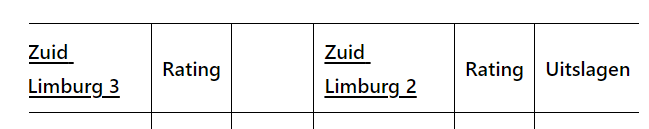 Zuid
Limburg 3
Rating
Zuid
Limburg 2
Rating
Uitslagen